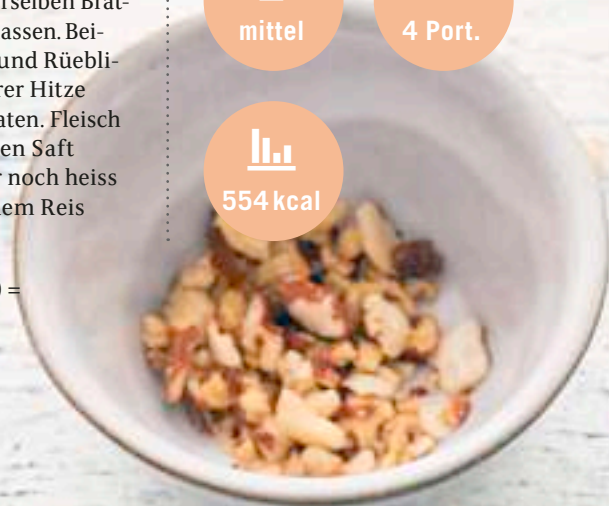 erselben Brat-
assen. Bei-
und Rüebli-
rer Hitze
aten. Fleisch
en Saft
r noch heiss
em Reis
) =
mittel
4 Port.
554 kcal